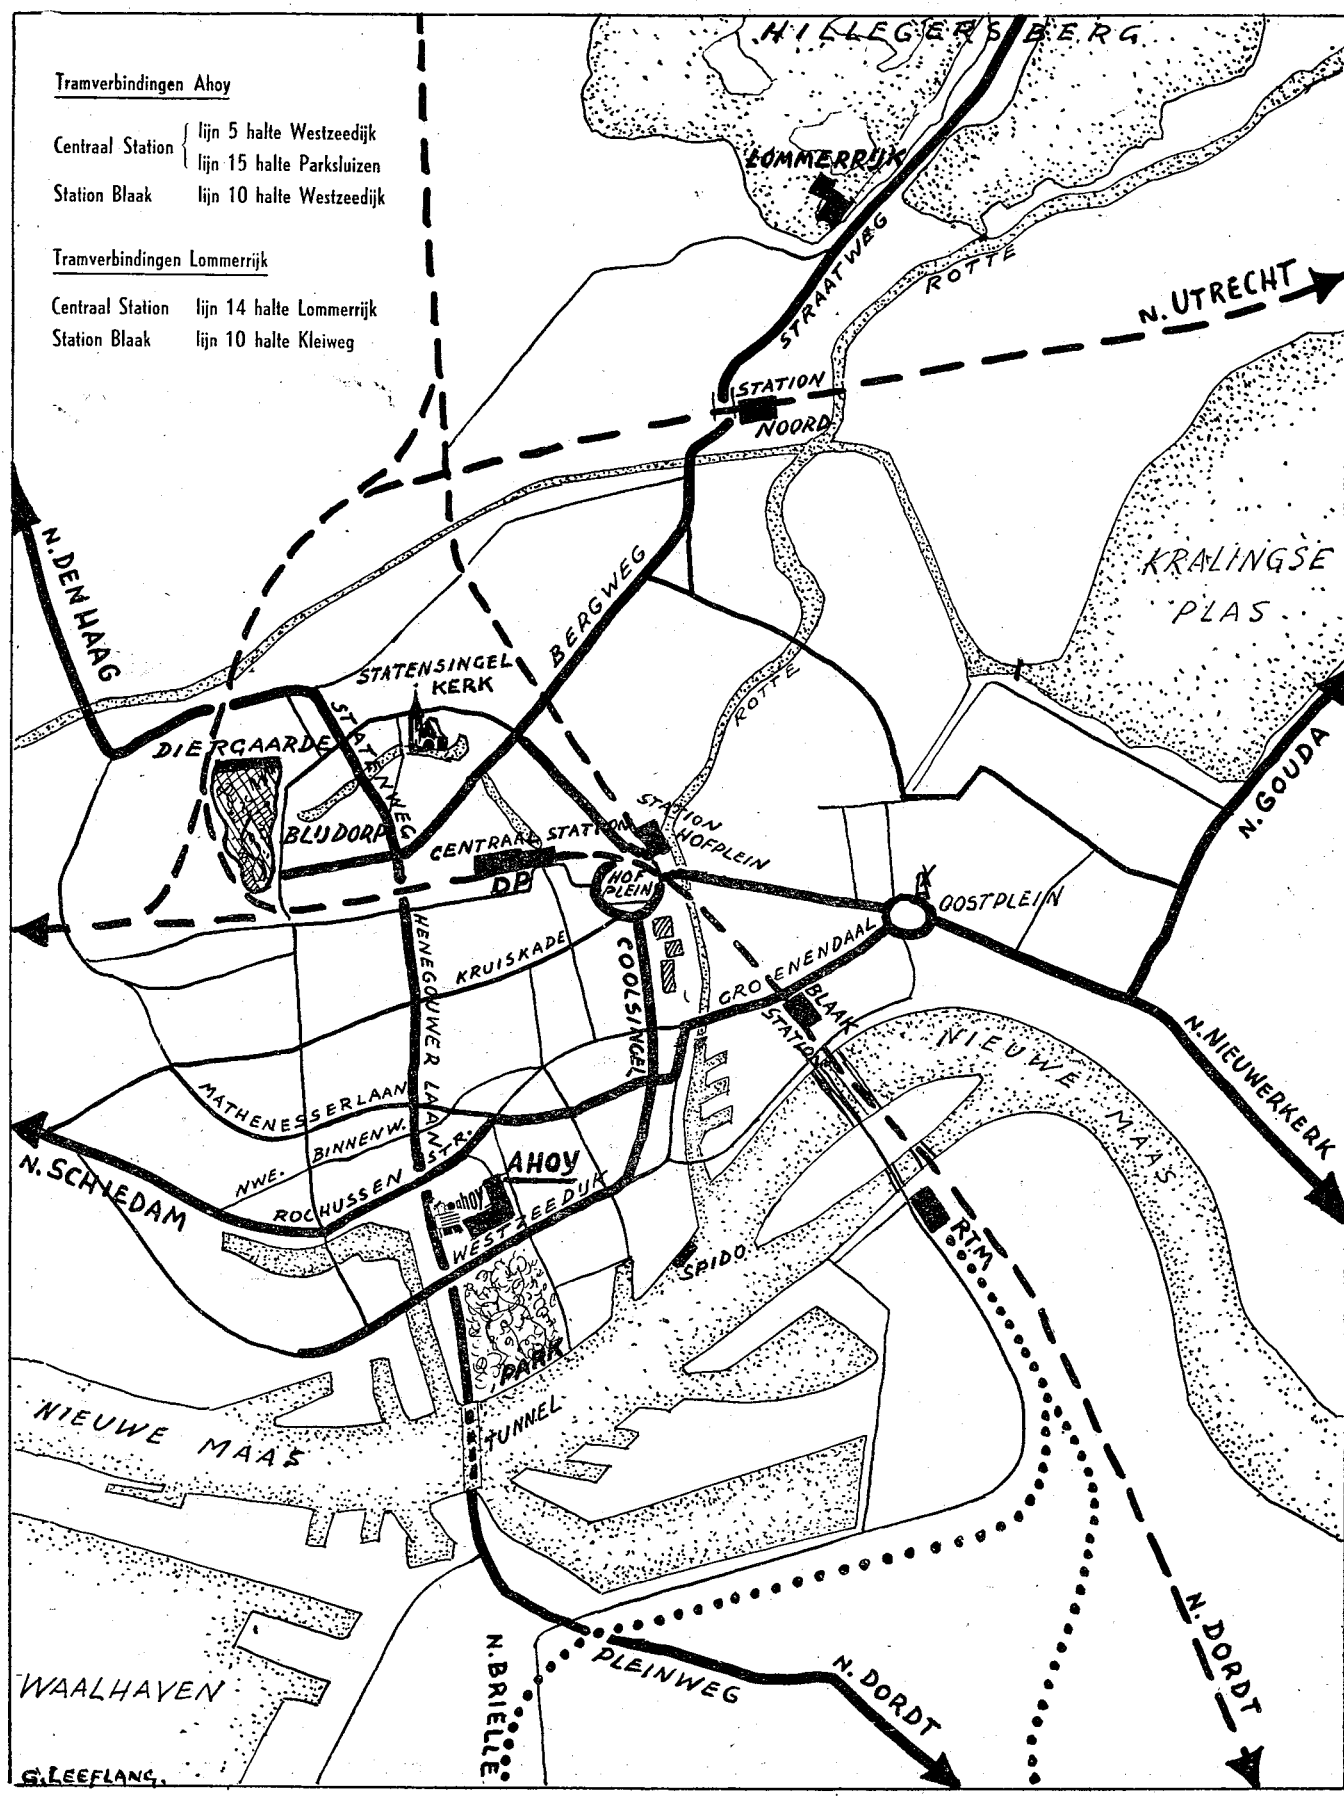 Tramverbindingen Ahoy
Centraal Station { lijn 5 halte Westzeedijk
lijn 15 halte Parksluizen
Station Blaak lijn 10 halte Westzeedijk
Tramverbindingen Lommerrijk
Centraal Station lijn 14 halte Lommerrijk
Station Blaak lijn 10 halte Kleiweg
HILLEGERSBERG
LOMMERRIJK
STRAATWEG
ROTTE
N. UTRECHT
STATION
NOORD
KRALINGSE
PLAS
N. DEN HAAG
BERGWEG
STATENSINGEL
KERK
ROTTE
STATENWEG
DIERGAARDE
BLIJDORP
N. GOUDA
CENTRAAL STATION
DP
STATION
HOFPLEIN
HOF
PLEIN
OOSTPLEIN
HENEGOUWER LAAN
KRUISKADE
COOLSINGEL
GROENENDAAL
BLAAK
STATION
NIEUWE MAAS
N. NIEUWERKERK
MATHENESSERLAAN
NWE. BINNENW.
ROCHUSSEN STR.
N. SCHIEDAM
AHOY
ahoy
WESTZEEDIJK
SPIDO
RTM
PARK
TUNNEL
NIEUWE MAAS
WAALHAVEN
N. BRIELLE
PLEINWEG
N. DORDT
N. DORDT
G. LEEFLANG.